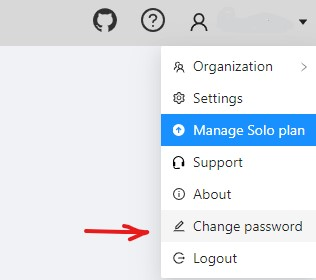 Organization
Settings
Manage Solo plan
Support
About
Change password
Logout